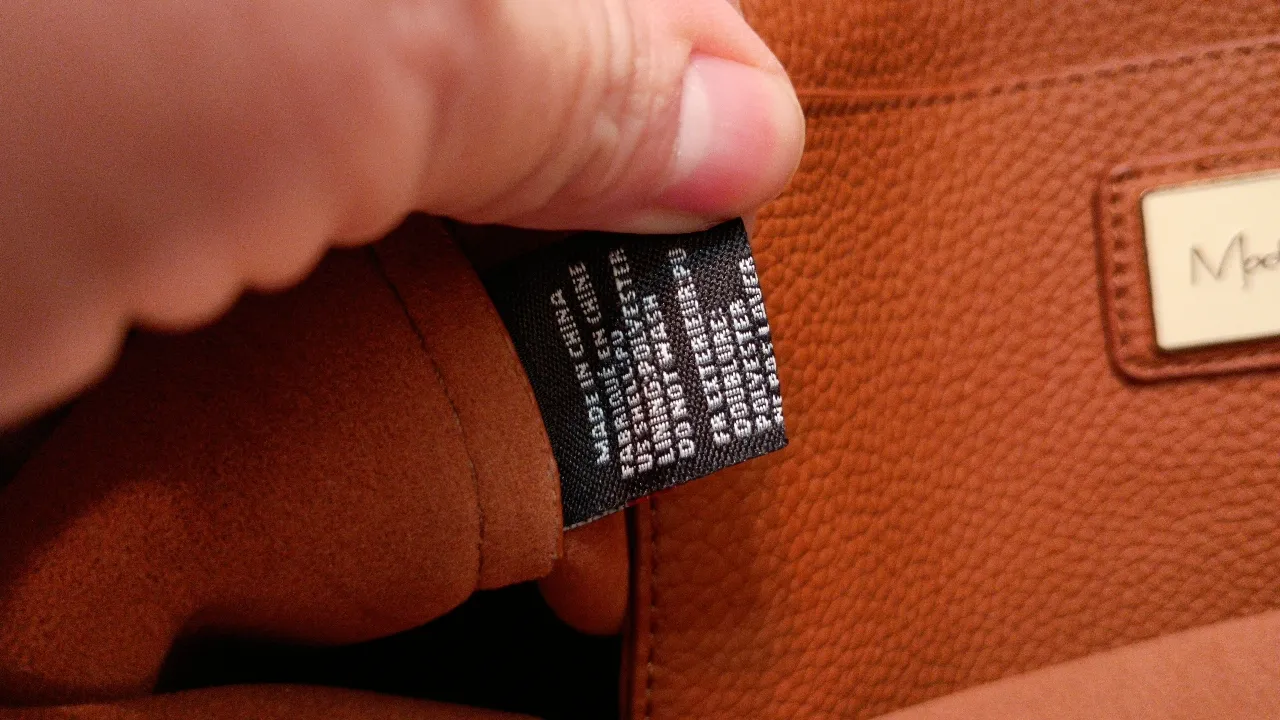 MADE IN CHINA
FABRIQUE EN CHINE
US SHELL:POLYESTER
LINING:POLYESTER
DO NOT WASH
FR EXTERIEUR:PU
DOUBLURE:
POLYESTER
NE PAS LAVER